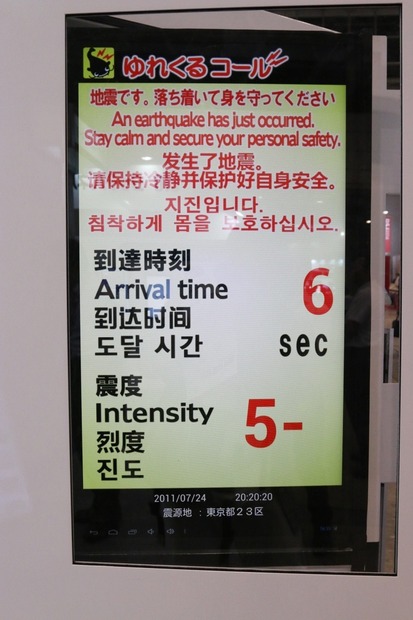 ゆれくるコール
地震です。落ち着いて身を守ってください
An earthquake has just occurred.
Stay calm and secure your personal safety.
发生了地震。
请保持冷静并保护好自身安全。
지진입니다.
침착하게 몸을 보호하십시오.
到達時刻
Arrival time
到达时间
도달 시간
6
sec
震度
Intensity
烈度
진도
5-
2011/07/24 20:20:20
震源地 : 東京都23区